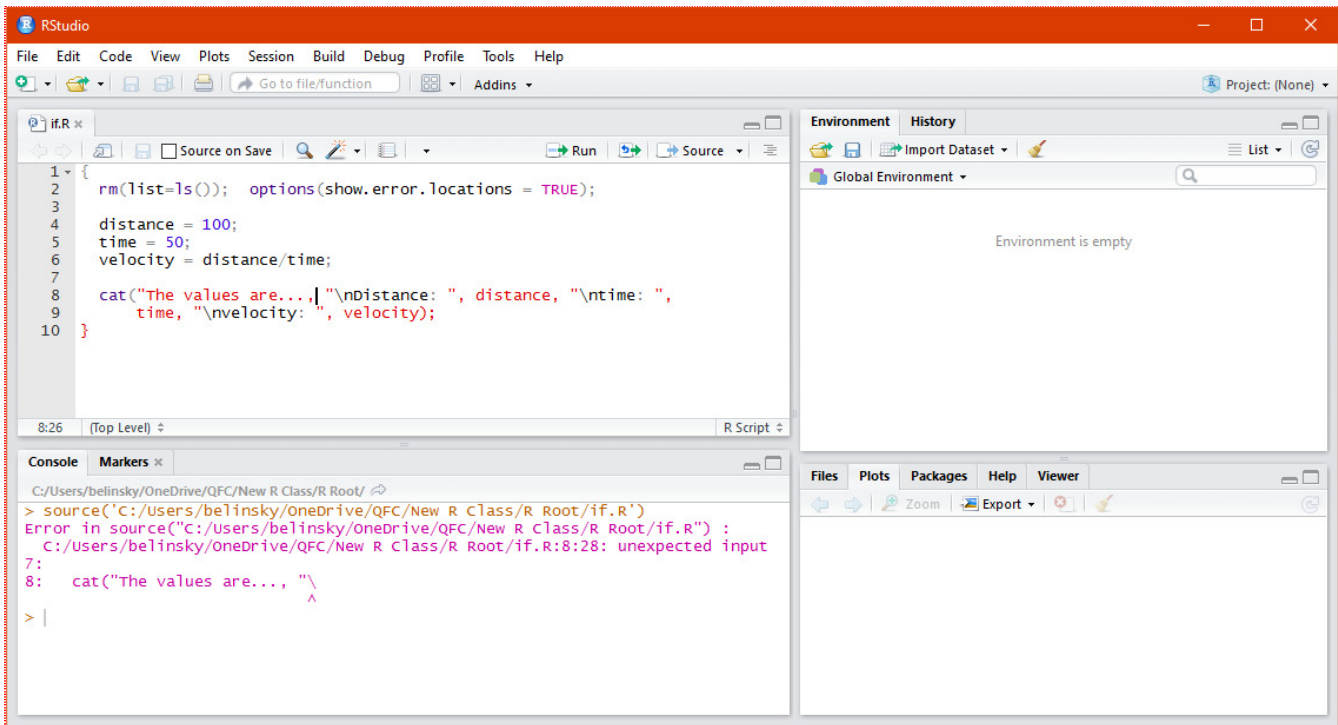 RStudio
File Edit Code View Plots Session Build Debug Profile Tools Help
Go to file/function Addins Project: (None)
if.R
Source on Save Run Source
1 {
2 rm(list=ls()); options(show.error.locations = TRUE);
3
4 distance = 100;
5 time = 50;
6 velocity = distance/time;
7
8 cat("The values are..., "\nDistance: ", distance, "\ntime: ",
9 time, "\nvelocity: ", velocity);
10 }
8:26 (Top Level) R Script
Console Markers
C:/Users/belinsky/OneDrive/QFC/New R Class/R Root/
> source('C:/Users/belinsky/OneDrive/QFC/New R Class/R Root/if.R')
Error in source("C:/Users/belinsky/OneDrive/QFC/New R Class/R Root/if.R") :
C:/Users/belinsky/OneDrive/QFC/New R Class/R Root/if.R:8:28: unexpected input
7:
8: cat("The values are..., "\
^
>
Environment History
Import Dataset List
Global Environment
Environment is empty
Files Plots Packages Help Viewer
Zoom Export